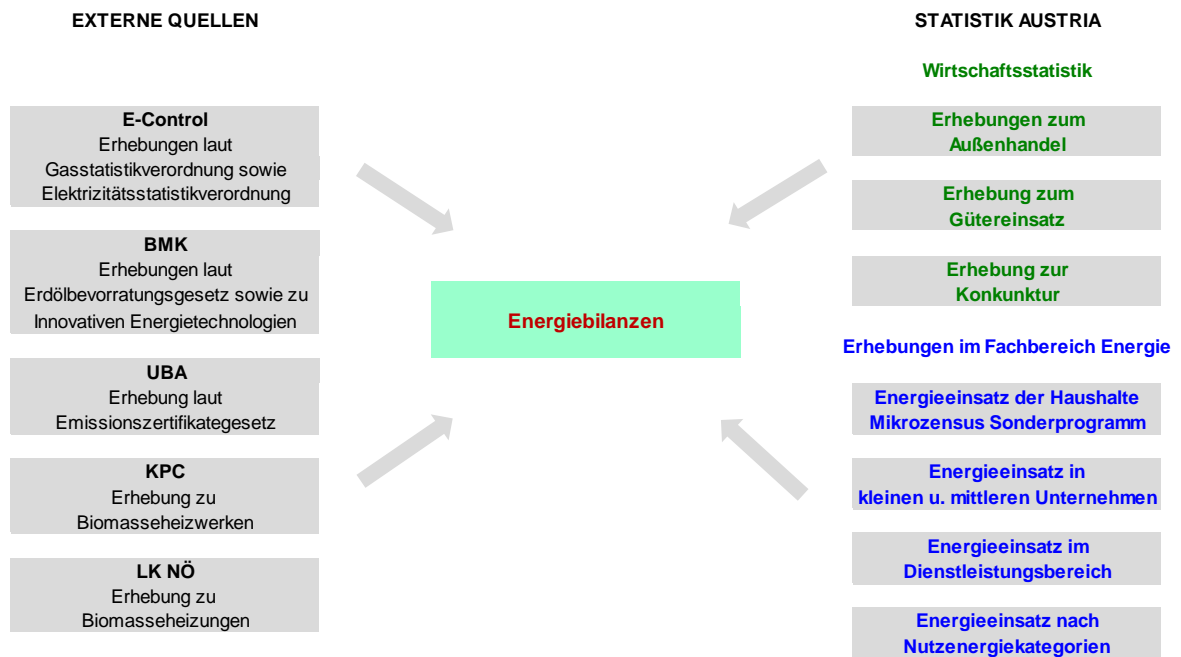 EXTERNE QUELLEN
E-Control
Erhebungen laut
Gasstatistikverordnung sowie
Elektrizitätsstatistikverordnung
BMK
Erhebungen laut
Erdölbevorratungsgesetz sowie zu
Innovativen Energietechnologien
UBA
Erhebung laut
Emissionszertifikategesetz
KPC
Erhebung zu
Biomasseheizwerken
LK NÖ
Erhebung zu
Biomasseheizungen
Energiebilanzen
STATISTIK AUSTRIA
Wirtschaftsstatistik
Erhebungen zum
Außenhandel
Erhebung zum
Gütereinsatz
Erhebung zur
Konkunktur
Erhebungen im Fachbereich Energie
Energieeinsatz der Haushalte
Mikrozensus Sonderprogramm
Energieeinsatz in
kleinen u. mittleren Unternehmen
Energieeinsatz im
Dienstleistungsbereich
Energieeinsatz nach
Nutzenergiekategorien